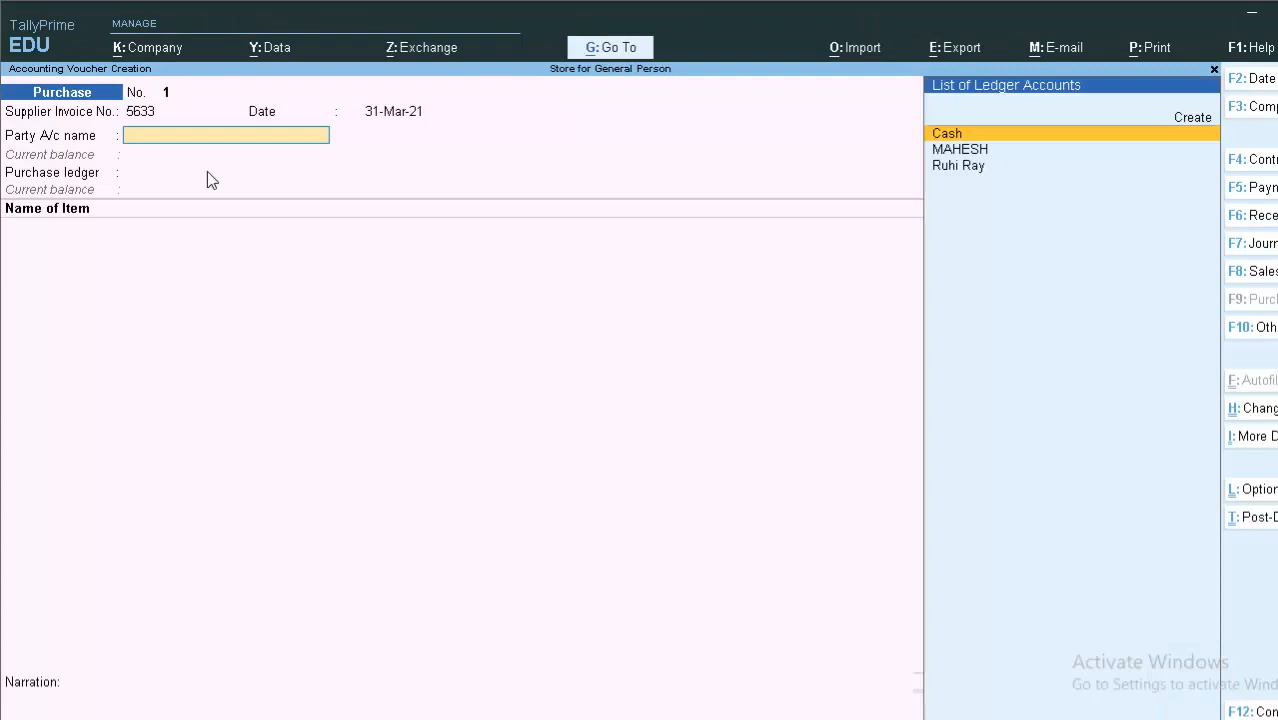 TallyPrime
EDU
MANAGE
K: Company
Y: Data
Z: Exchange
G: Go To
O: Import
E: Export
M: E-mail
P: Print
F1: Help
Accounting Voucher Creation
Store for General Person
Purchase No. 1
Supplier Invoice No.: 5633 Date : 31-Mar-21
Party A/c name :
Current balance :
Purchase ledger :
Current balance :
Name of Item
Narration:
List of Ledger Accounts
Create
Cash
MAHESH
Ruhi Ray
F2: Date
F3: Comp
F4: Cont
F5: Paym
F6: Rece
F7: Journ
F8: Sales
F9: Purch
F10: Oth
F: Autofil
H: Chang
I: More D
L: Option
T: Post-D
F12: Con
Activate Windows
Go to Settings to activate Wind